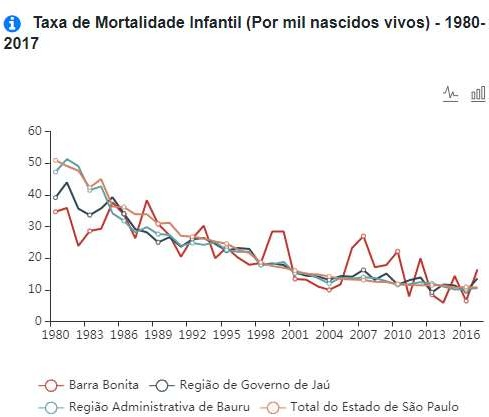 Taxa de Mortalidade Infantil (Por mil nascidos vivos) - 1980-
2017
60
50
40
30
20
10
0
1980 1983 1986 1989 1992 1995 1998 2001 2004 2007 2010 2013 2016
Barra Bonita Região de Governo de Jaú
Região Administrativa de Bauru Total do Estado de São Paulo